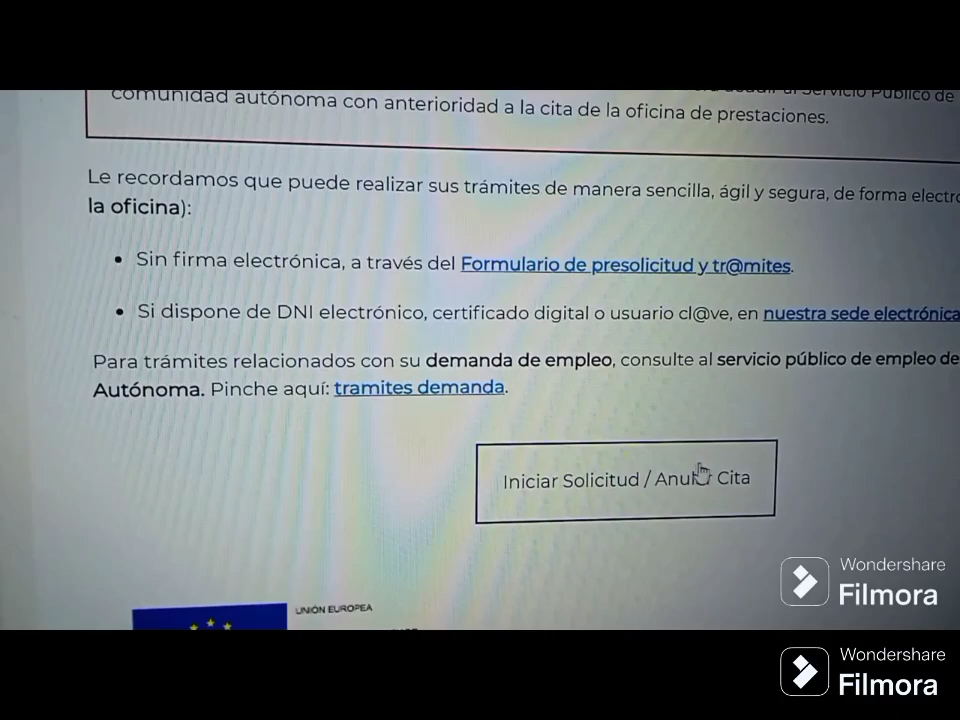 comunidad autónoma con anterioridad a la cita de la oficina de prestaciones.
Le recordamos que puede realizar sus trámites de manera sencilla, ágil y segura, de forma
la oficina):
• Sin firma electrónica, a través del Formulario de presolicitud y tr@mites.
• Si dispone de DNI electrónico, certificado digital o usuario cl@ve, en nuestra sede electrónica
Para trámites relacionados con su demanda de empleo, consulte al servicio público de empleo de
Autónoma. Pinche aquí: tramites demanda.
Iniciar Solicitud / Anular Cita
UNIÓN EUROPEA
Wondershare
Filmora
Wondershare
Filmora